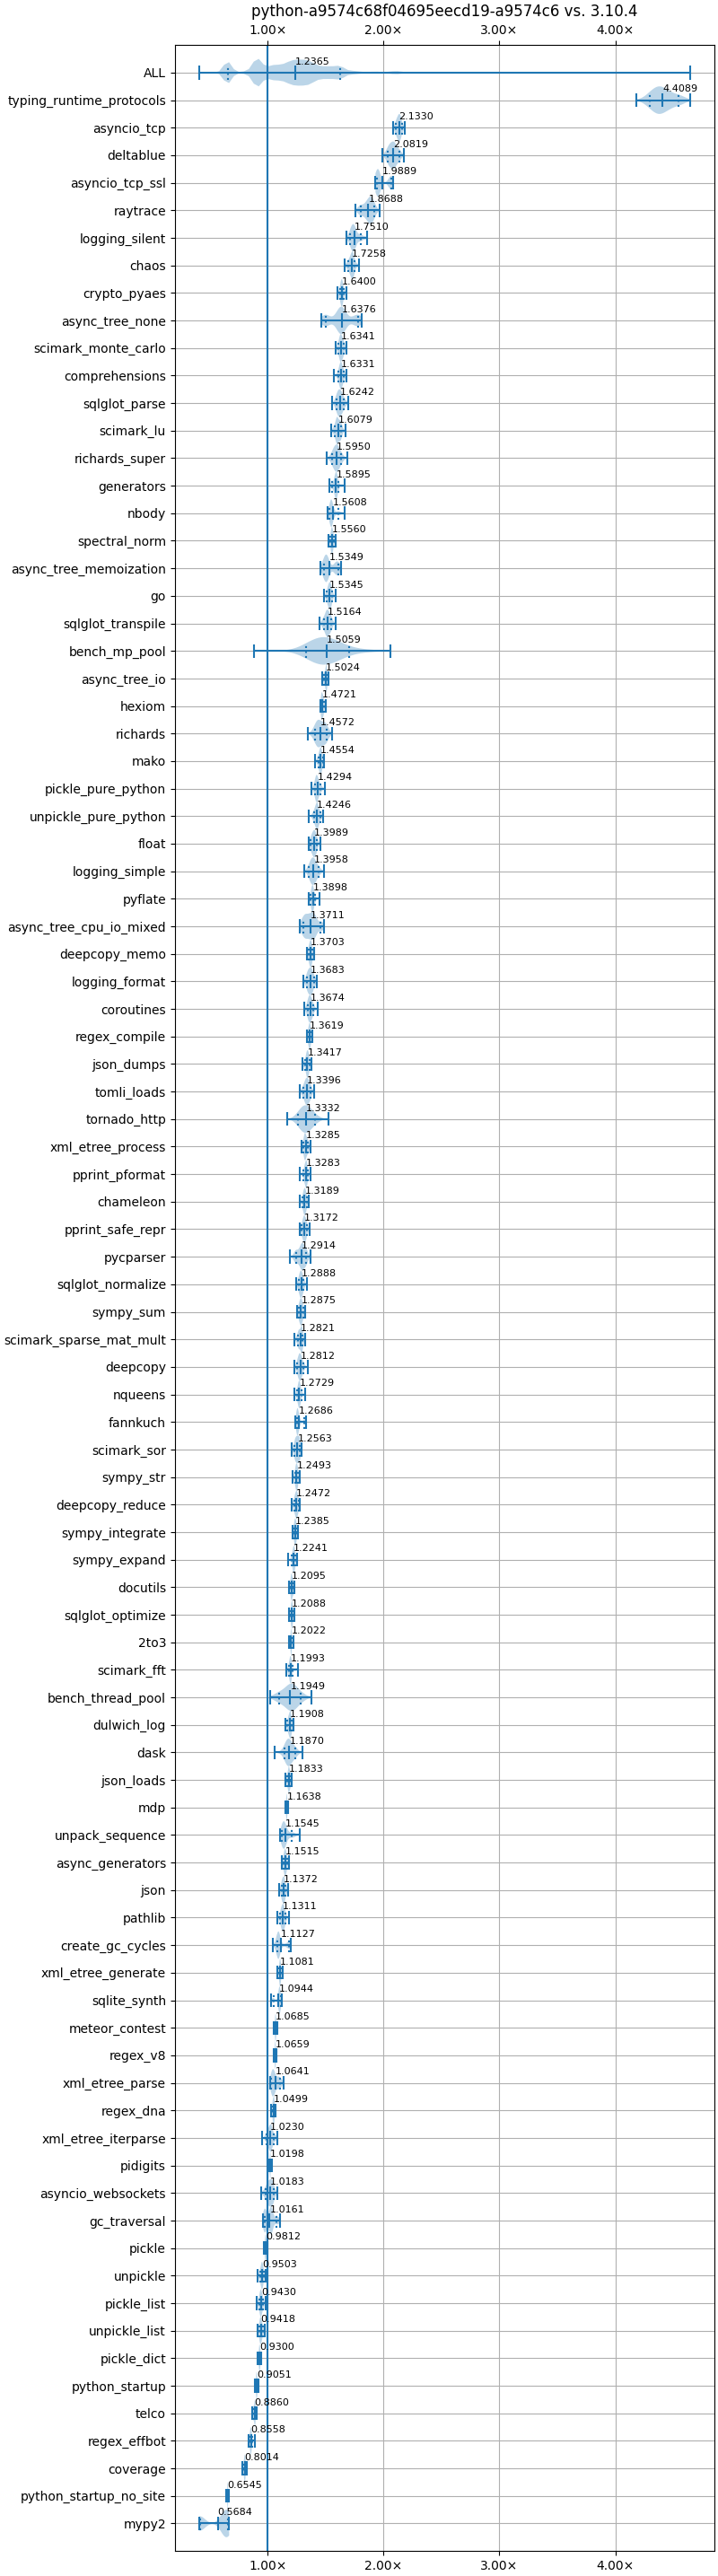 python-a9574c68f04695eecd19-a9574c6 vs. 3.10.4
1.00× 2.00× 3.00× 4.00×
ALL 1.2365
typing_runtime_protocols 4.4089
asyncio_tcp 2.1330
deltablue 2.0819
asyncio_tcp_ssl 1.9889
raytrace 1.8688
logging_silent 1.7510
chaos 1.7258
crypto_pyaes 1.6400
async_tree_none 1.6376
scimark_monte_carlo 1.6341
comprehensions 1.6331
sqlglot_parse 1.6242
scimark_lu 1.6079
richards_super 1.5950
generators 1.5895
nbody 1.5608
spectral_norm 1.5560
async_tree_memoization 1.5349
go 1.5345
sqlglot_transpile 1.5164
bench_mp_pool 1.5059
async_tree_io 1.5024
hexiom 1.4721
richards 1.4572
mako 1.4554
pickle_pure_python 1.4294
unpickle_pure_python 1.4246
float 1.3989
logging_simple 1.3958
pyflate 1.3898
async_tree_cpu_io_mixed 1.3711
deepcopy_memo 1.3703
logging_format 1.3683
coroutines 1.3674
regex_compile 1.3619
json_dumps 1.3417
tomli_loads 1.3396
tornado_http 1.3332
xml_etree_process 1.3285
pprint_pformat 1.3283
chameleon 1.3189
pprint_safe_repr 1.3172
pycparser 1.2914
sqlglot_normalize 1.2888
sympy_sum 1.2875
scimark_sparse_mat_mult 1.2821
deepcopy 1.2812
nqueens 1.2729
fannkuch 1.2686
scimark_sor 1.2563
sympy_str 1.2493
deepcopy_reduce 1.2472
sympy_integrate 1.2385
sympy_expand 1.2241
docutils 1.2095
sqlglot_optimize 1.2088
2to3 1.2022
scimark_fft 1.1993
bench_thread_pool 1.1949
dulwich_log 1.1908
dask 1.1870
json_loads 1.1833
mdp 1.1638
unpack_sequence 1.1545
async_generators 1.1515
json 1.1372
pathlib 1.1311
create_gc_cycles 1.1127
xml_etree_generate 1.1081
sqlite_synth 1.0944
meteor_contest 1.0685
regex_v8 1.0659
xml_etree_parse 1.0641
regex_dna 1.0499
xml_etree_iterparse 1.0230
pidigits 1.0198
asyncio_websockets 1.0183
gc_traversal 1.0161
pickle 0.9812
unpickle 0.9503
pickle_list 0.9430
unpickle_list 0.9418
pickle_dict 0.9300
python_startup 0.9051
telco 0.8860
regex_effbot 0.8558
coverage 0.8014
python_startup_no_site 0.6545
mypy2 0.5684
1.00× 2.00× 3.00× 4.00×